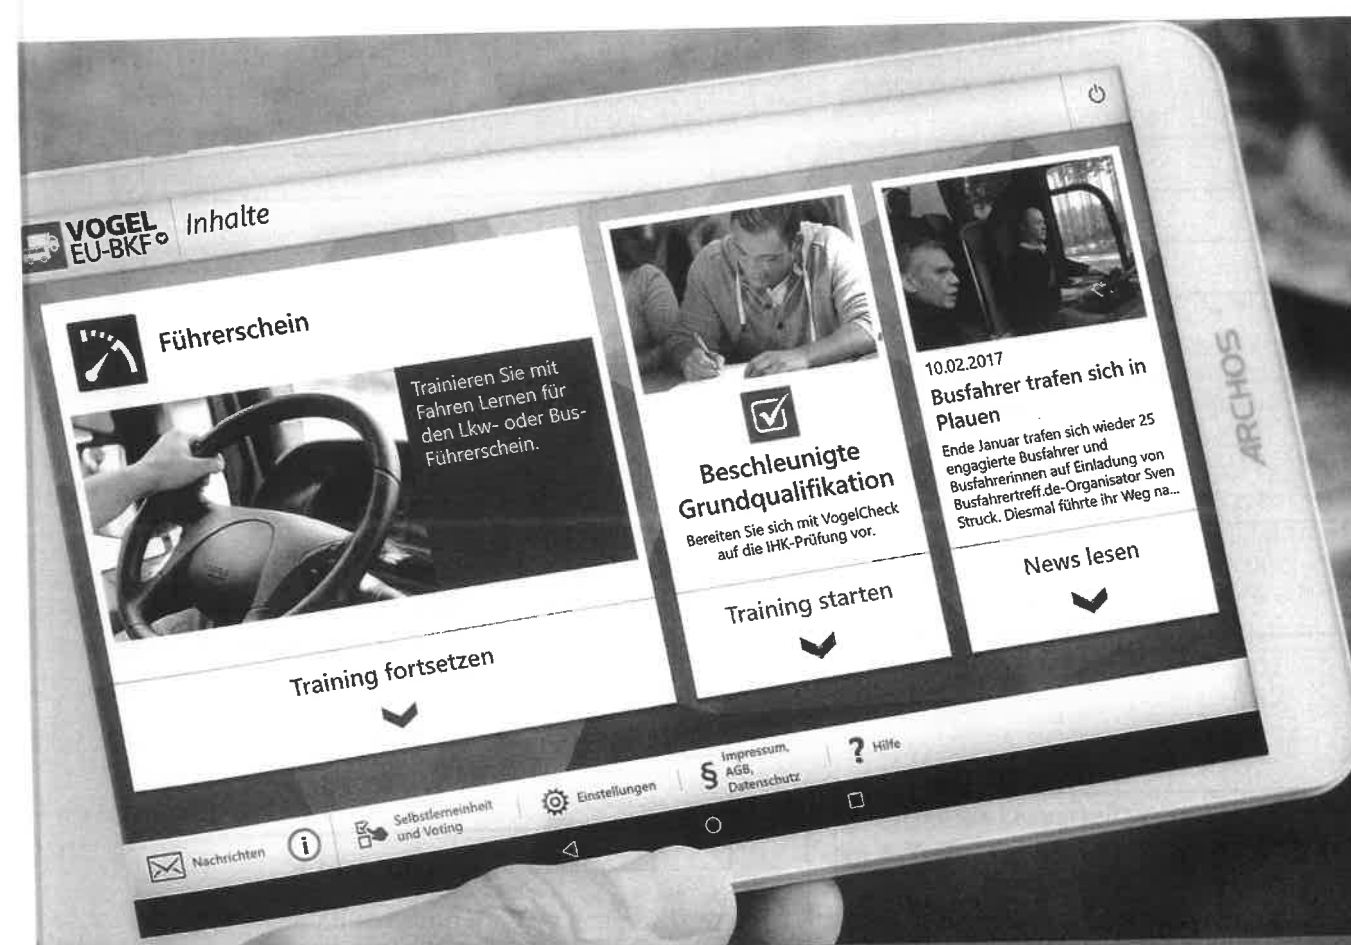 VOGEL
EU-BKF
Inhalte
Führerschein
Trainieren Sie mit
Fahren Lernen für
den Lkw- oder Bus-
Führerschein.
Training fortsetzen
Beschleunigte
Grundqualifikation
Bereiten Sie sich mit VogelCheck
auf die IHK-Prüfung vor.
Training starten
10.02.2017
Busfahrer trafen sich in
Plauen
Ende Januar trafen sich wieder 25
engagierte Busfahrer und
Busfahrerinnen auf Einladung von
Busfahrertreff.de-Organisator Sven
Struck. Diesmal führte ihr Weg na...
News lesen
Nachrichten
i
Selbstlerneinheit
und Voting
Einstellungen
§
Impressum,
AGB,
Datenschutz
?
Hilfe
ARCHOS